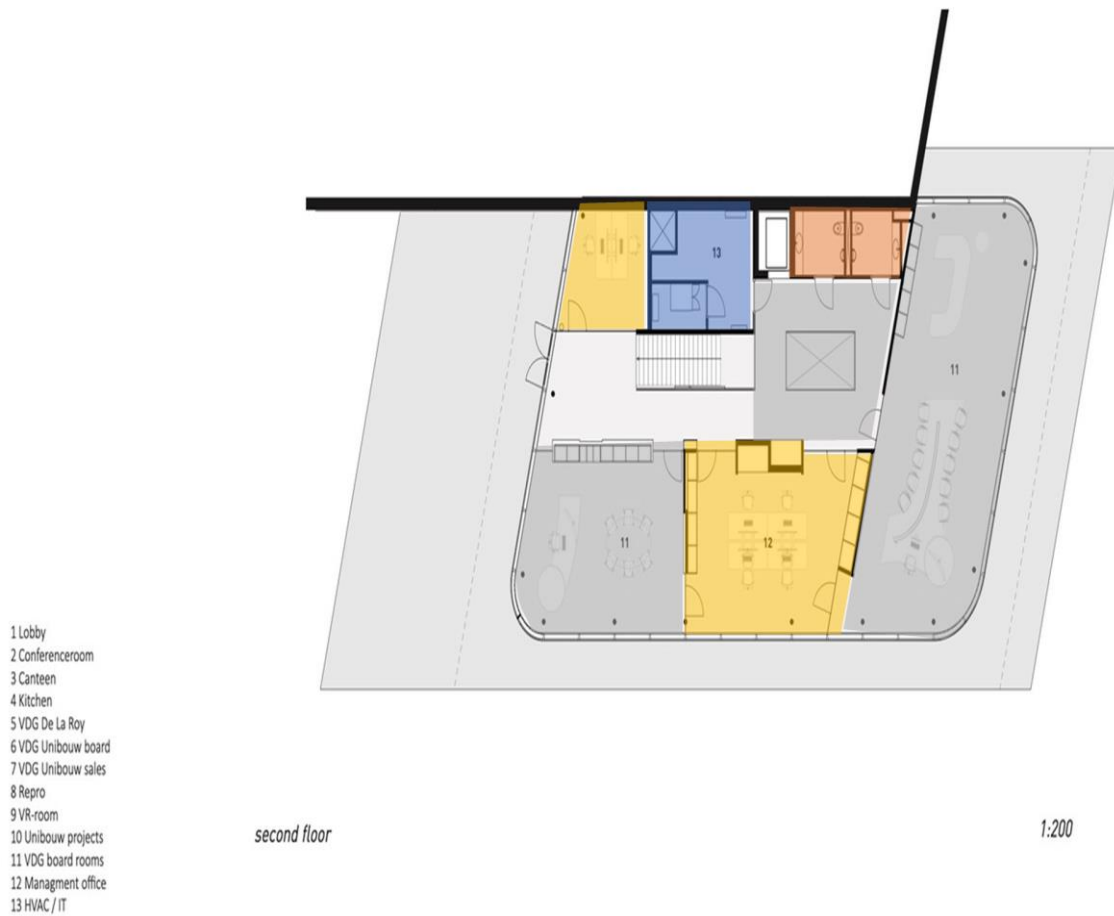 13
11
11
12
1 Lobby
2 Conferenceroom
3 Canteen
4 Kitchen
5 VDG De La Roy
6 VDG Unibouw board
7 VDG Unibouw sales
8 Repro
9 VR-room
10 Unibouw projects
11 VDG board rooms
12 Managment office
13 HVAC / IT
second floor
1:200